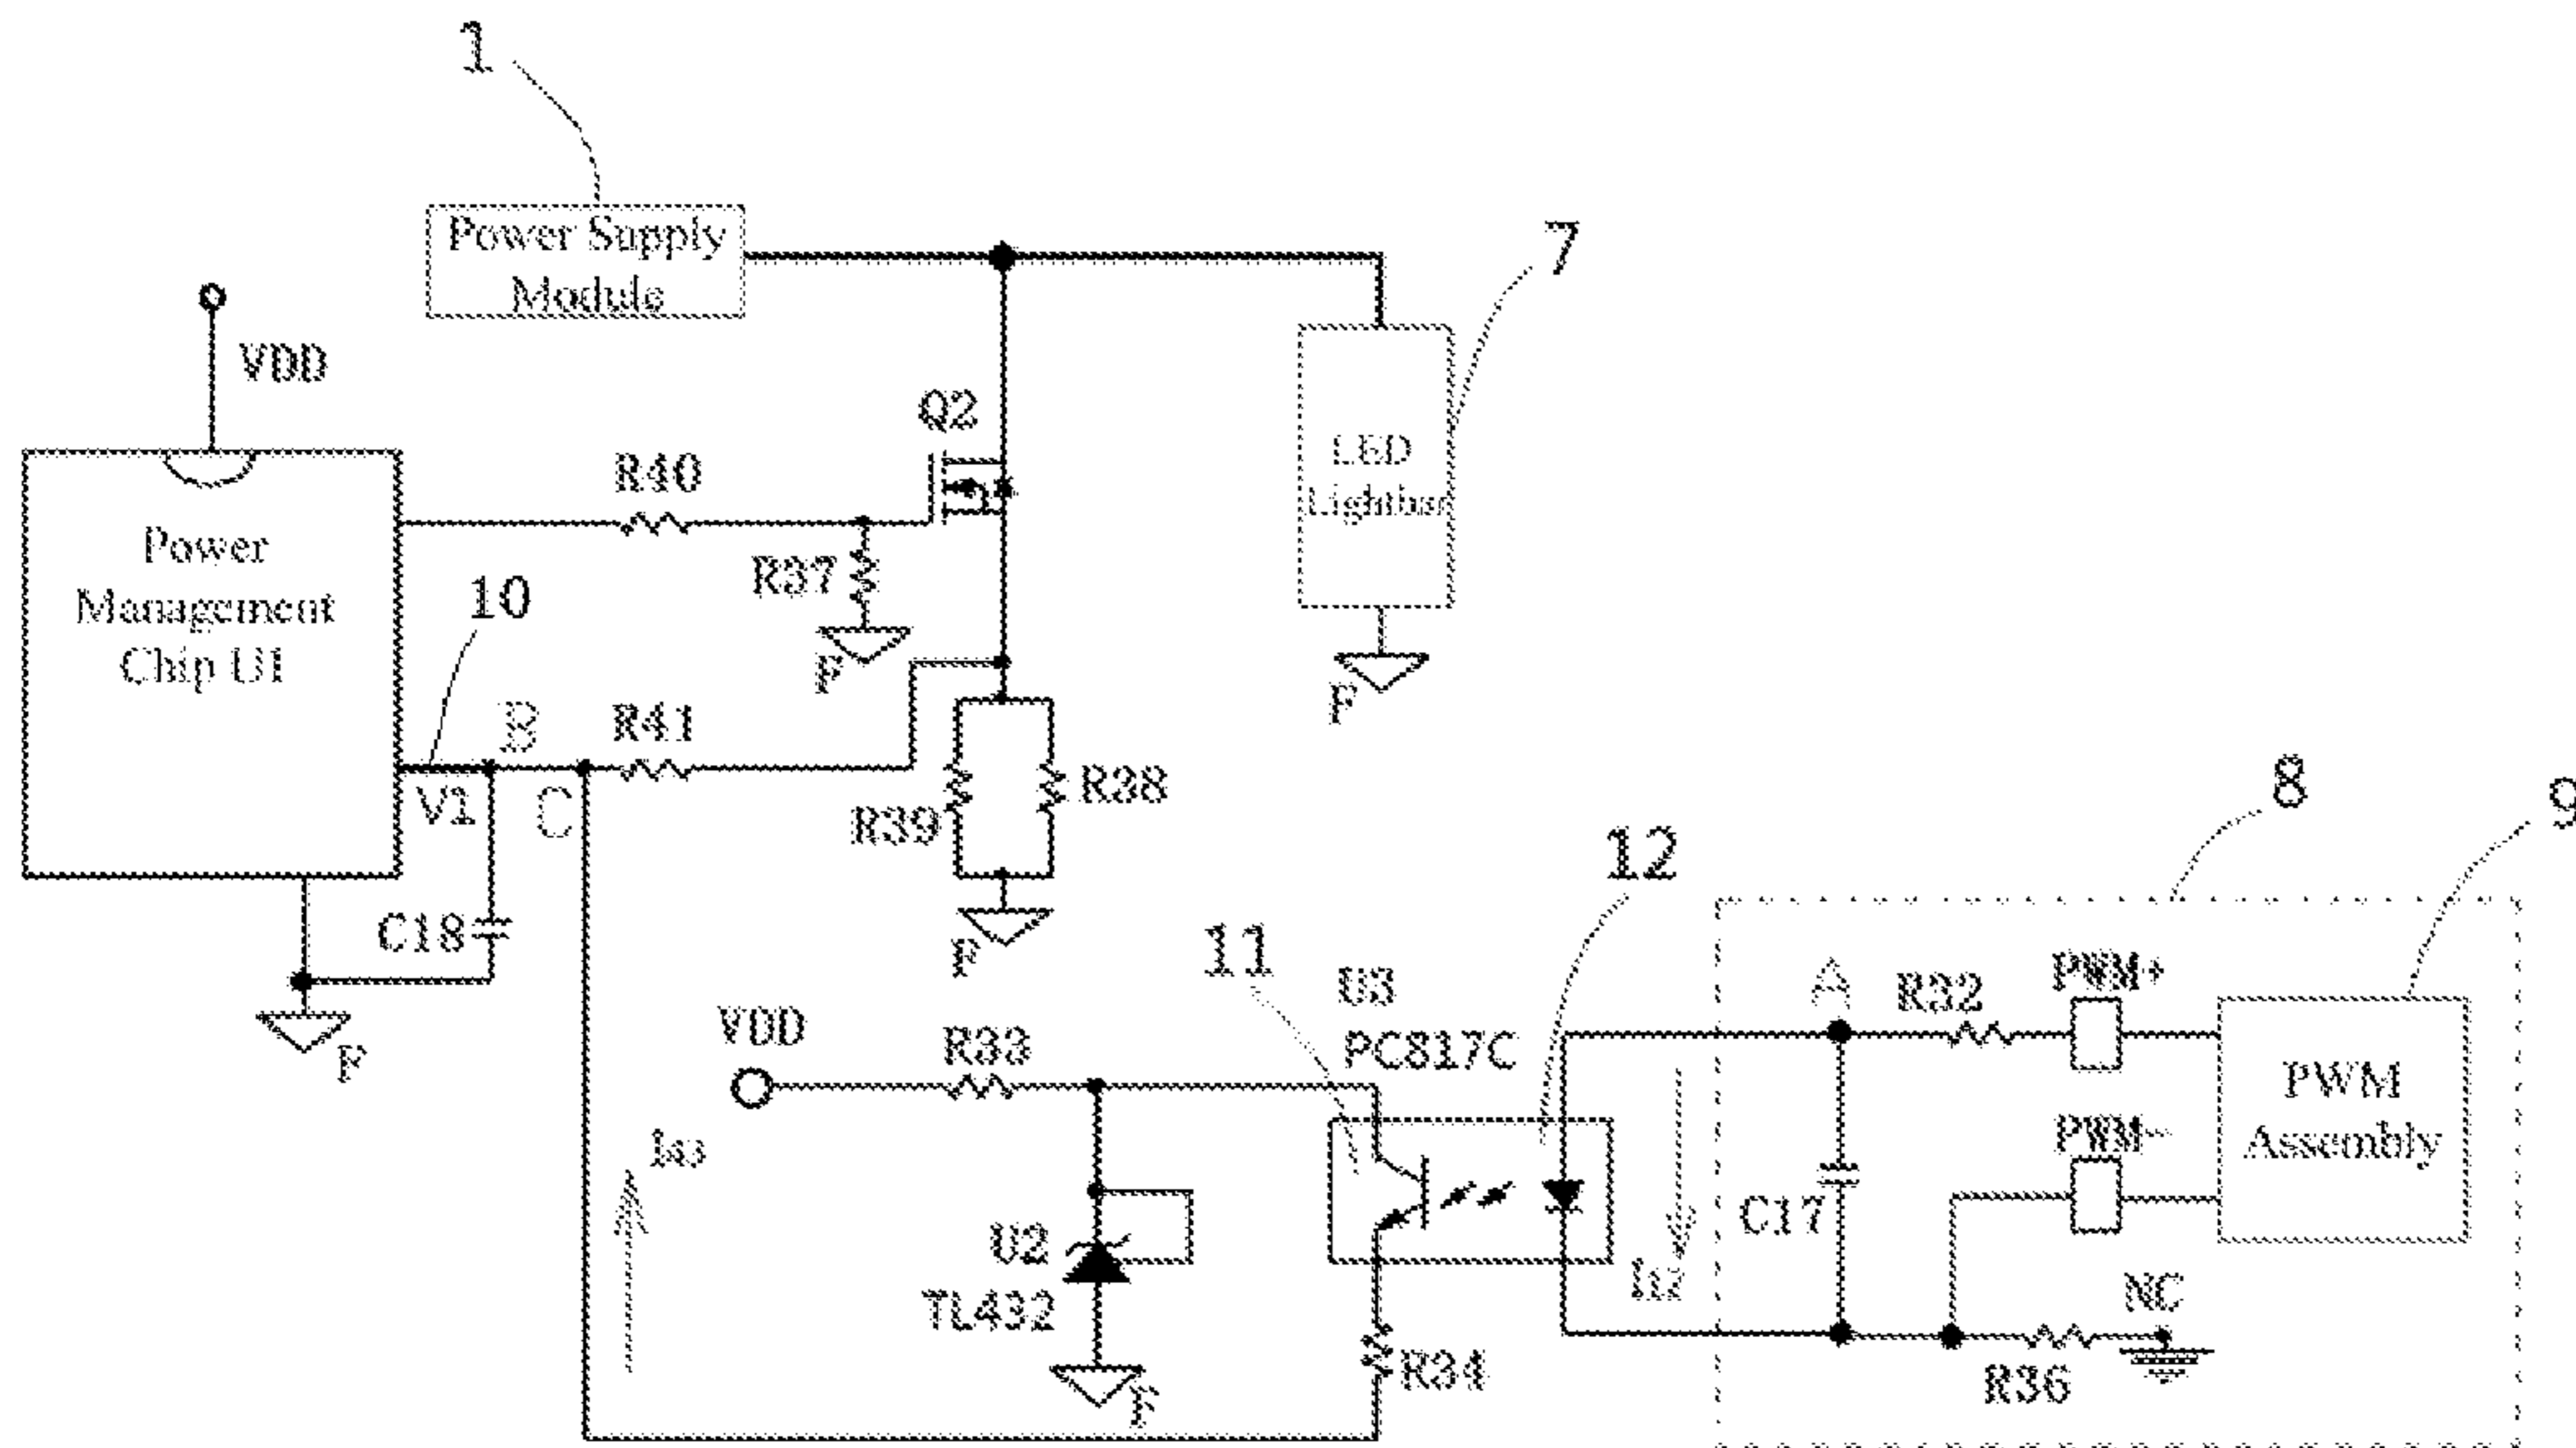 1
Power Supply
Module
7
VDD
Q2
R40
LED
Lightbar
Power
Management
Chip U1
R37
10
F
F
B
R41
V1
C
R39
R38
8
9
12
C18
F
11
U3
A
R32
PWM+
VDD
R33
PC817C
F
PWM
Assembly
PWM-
C17
U2
TL432
NC
R34
R36
F